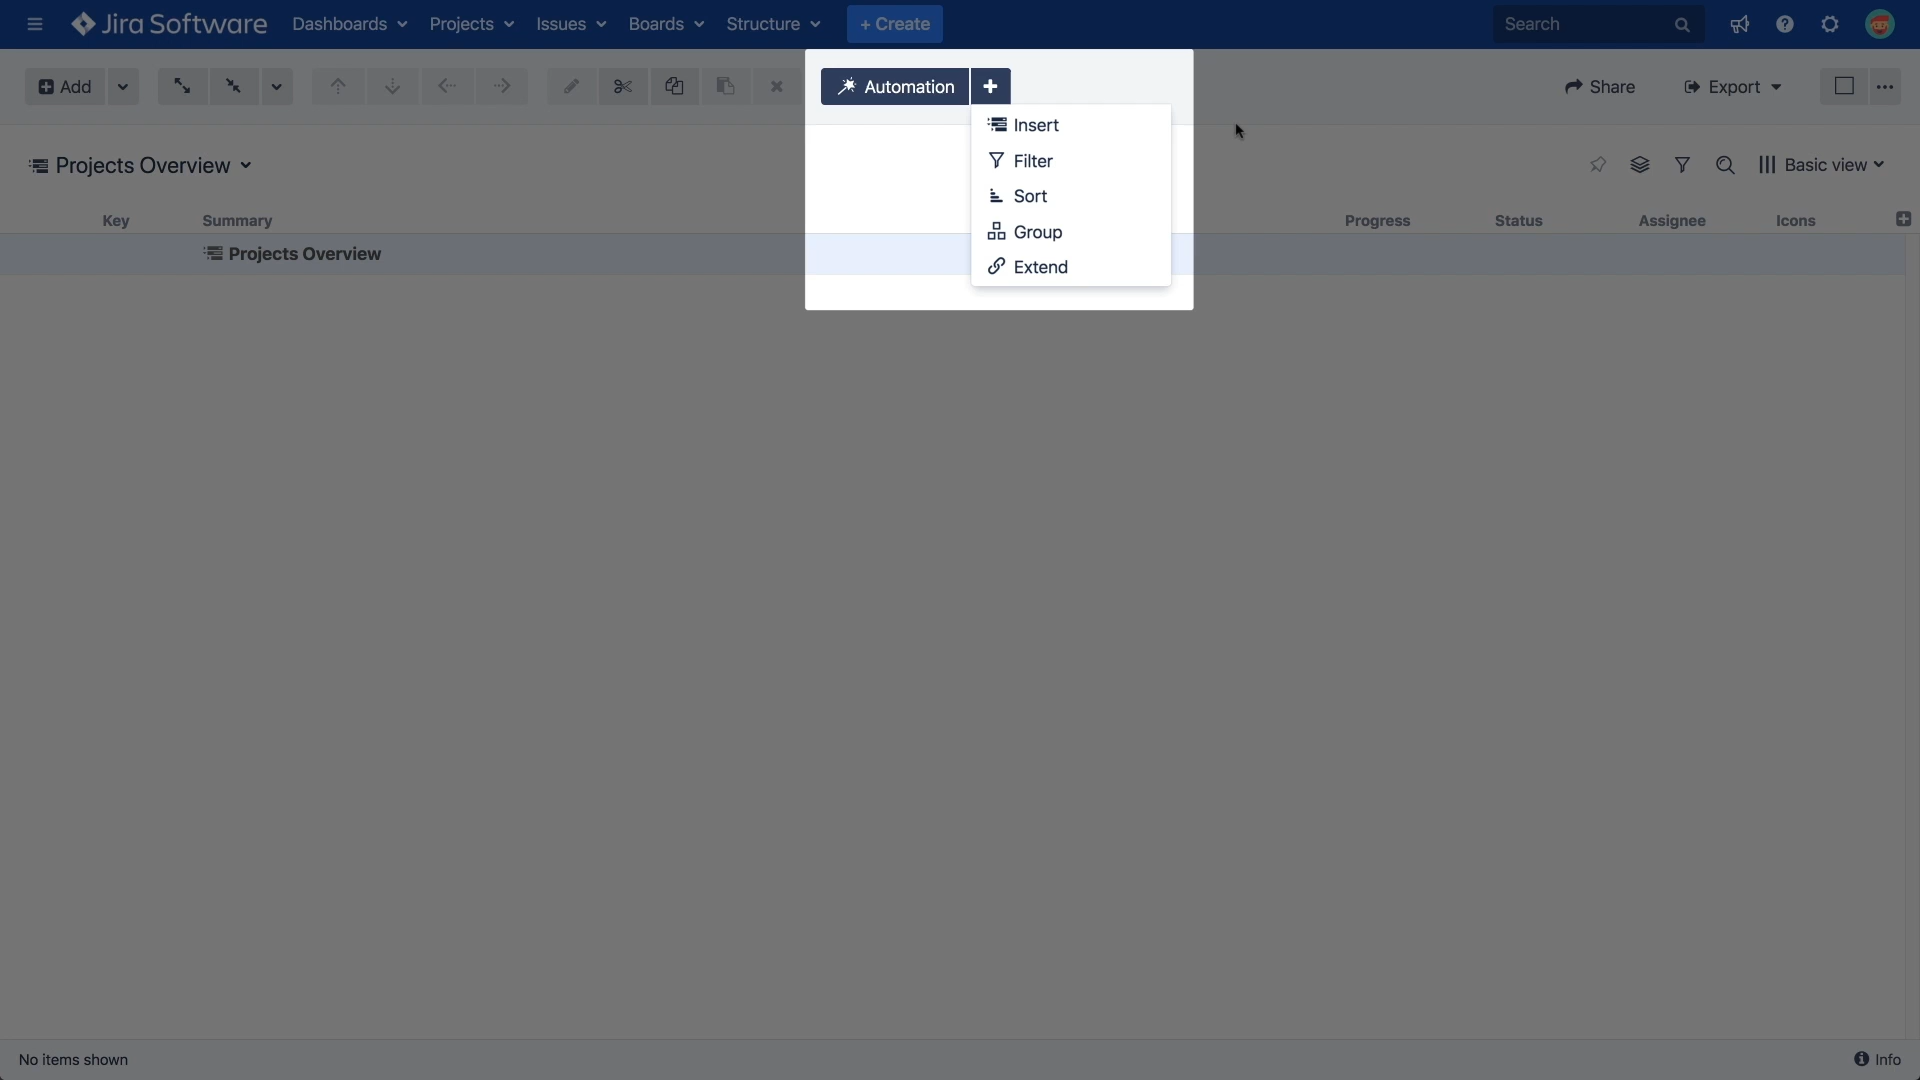 Jira Software Dashboards Projects Issues Boards Structure + Create Search
Add Automation + Share Export
Insert
Filter
Sort
Group
Extend
Projects Overview Basic view
Key Summary Progress Status Assignee Icons
Projects Overview
No items shown Info